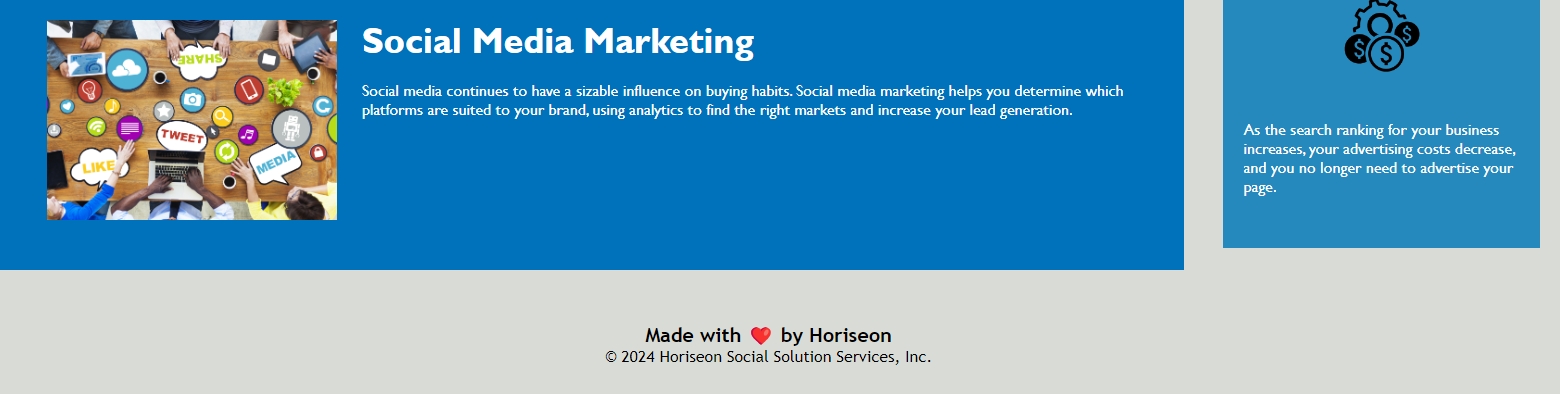 Social Media Marketing
Social media continues to have a sizable influence on buying habits. Social media marketing helps you determine which
platforms are suited to your brand, using analytics to find the right markets and increase your lead generation.
SHARE
TWEET
LIKE
MEDIA
As the search ranking for your business
increases, your advertising costs decrease,
and you no longer need to advertise your
page.
Made with ❤️ by Horiseon
© 2024 Horiseon Social Solution Services, Inc.